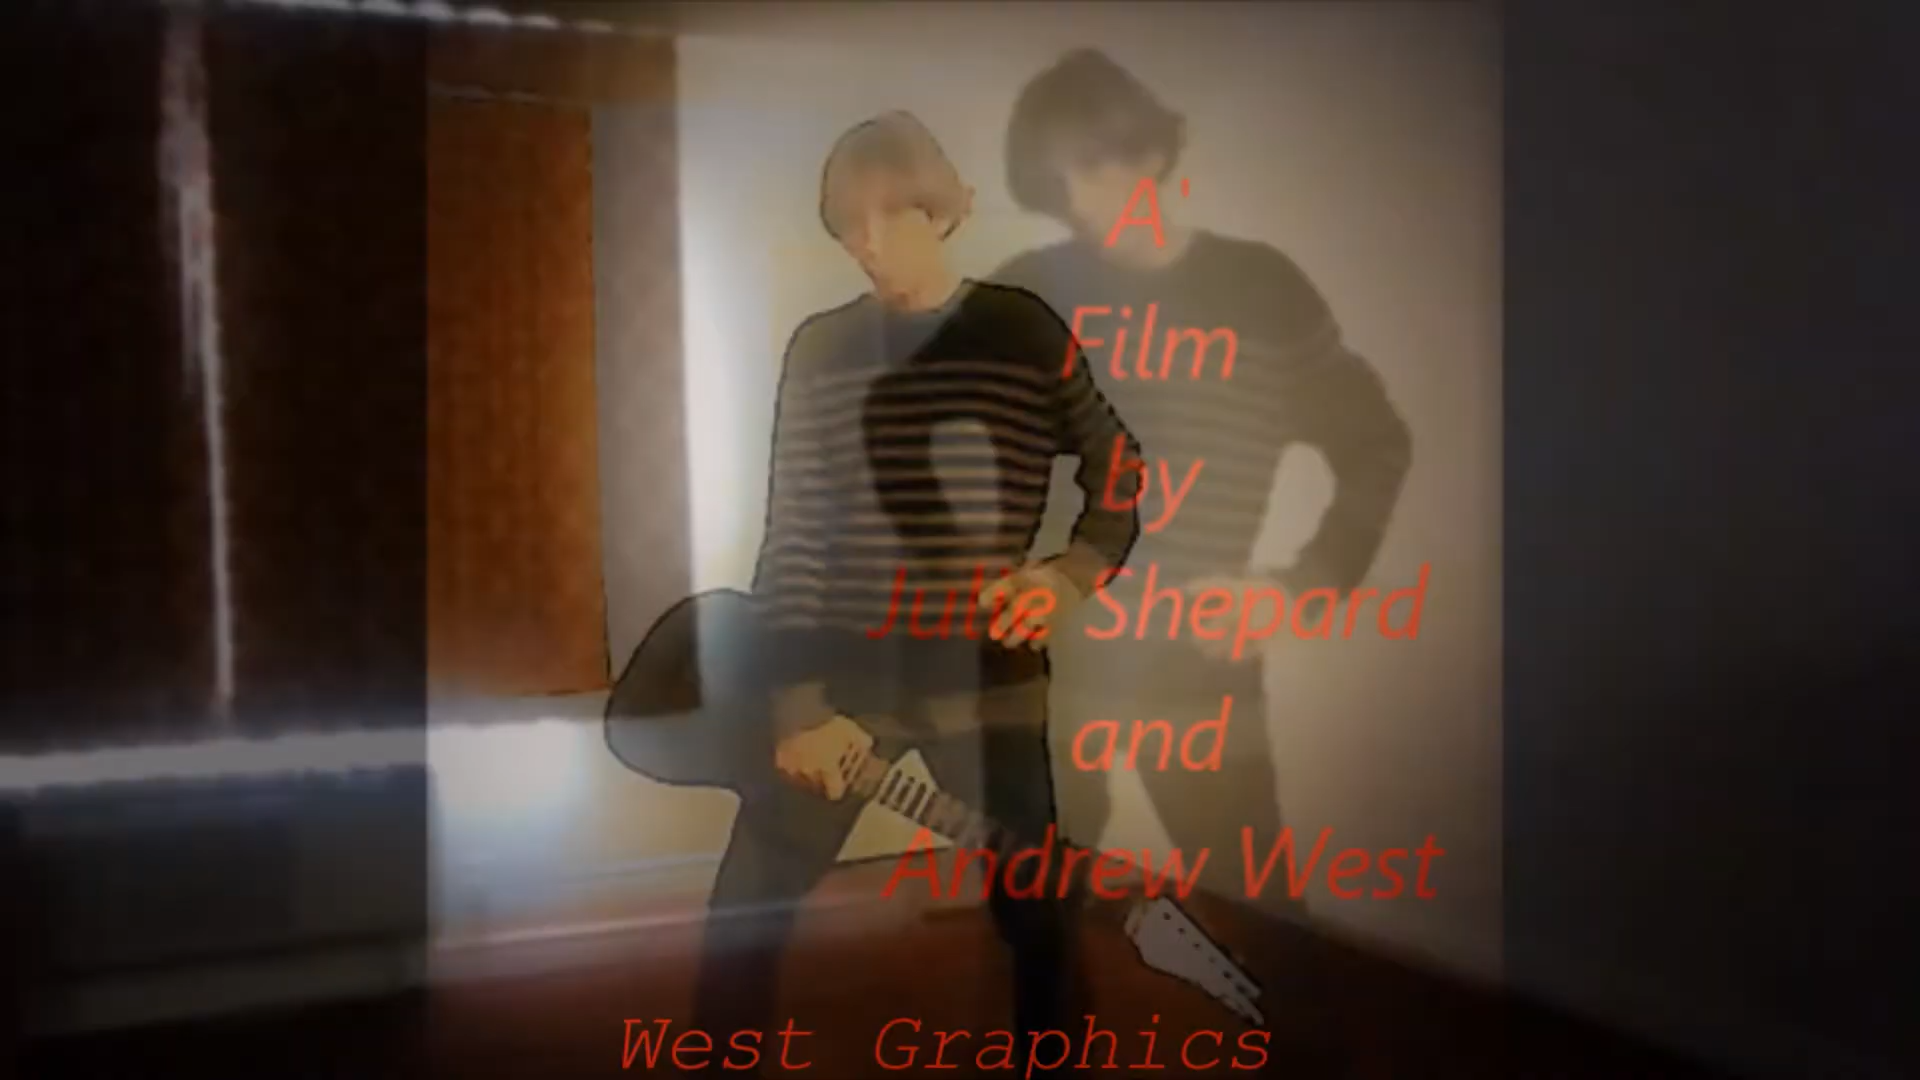 A'
Film
by
Julie Shepard
and
Andrew West
West Graphics